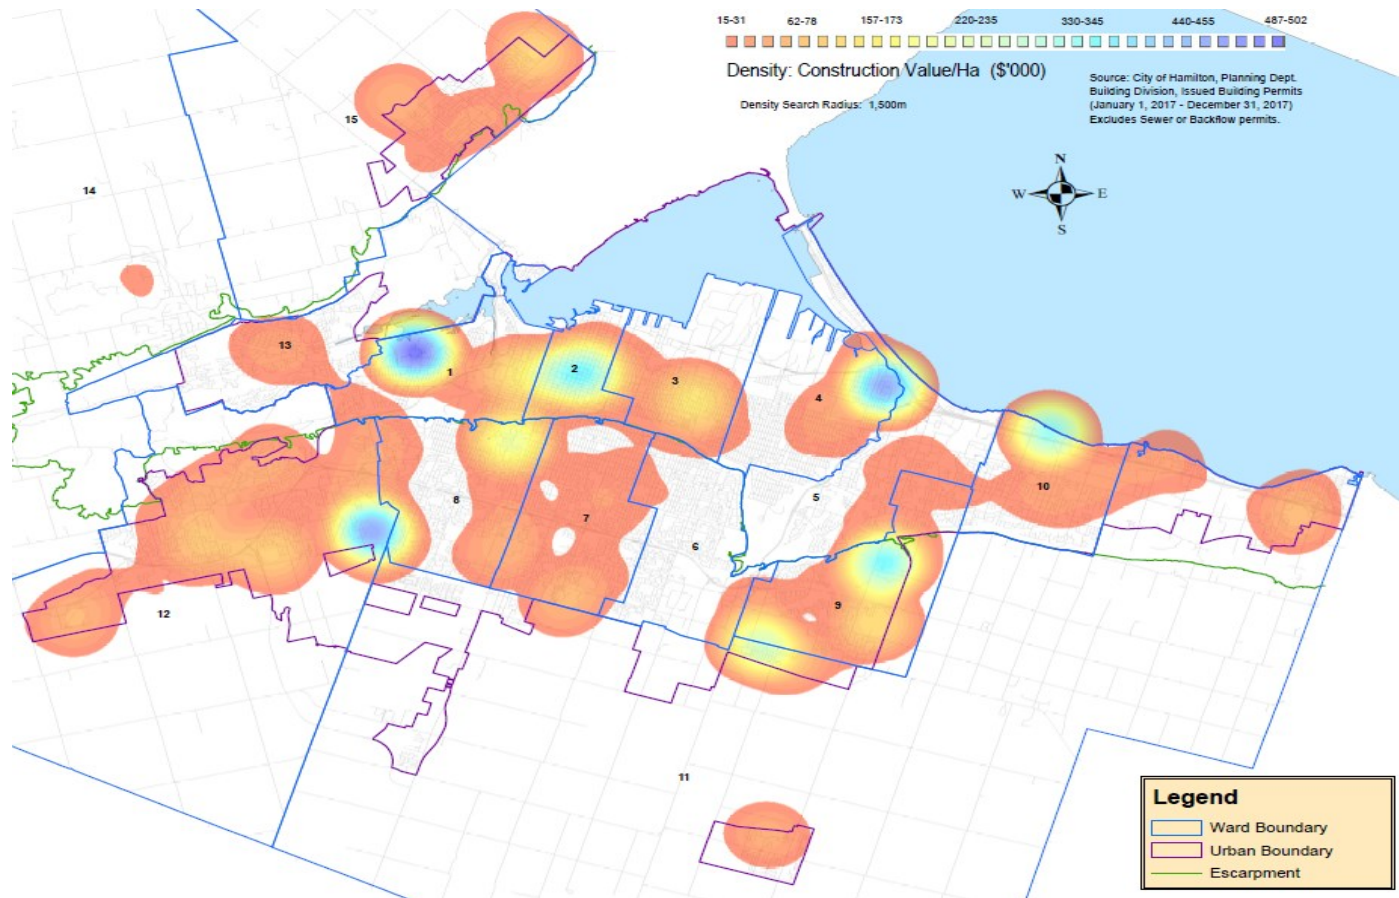 15-31 62-78 157-173 220-235 330-345 440-455 487-502
Density: Construction Value/Ha ($'000)
Density Search Radius: 1,500m
Source: City of Hamilton, Planning Dept.
Building Division, Issued Building Permits
(January 1, 2017 - December 31, 2017)
Excludes Sewer or Backflow permits.
N
W E
S
15
14
13
1
2
3
4
5
6
7
8
9
10
12
11
Legend
Ward Boundary
Urban Boundary
Escarpment